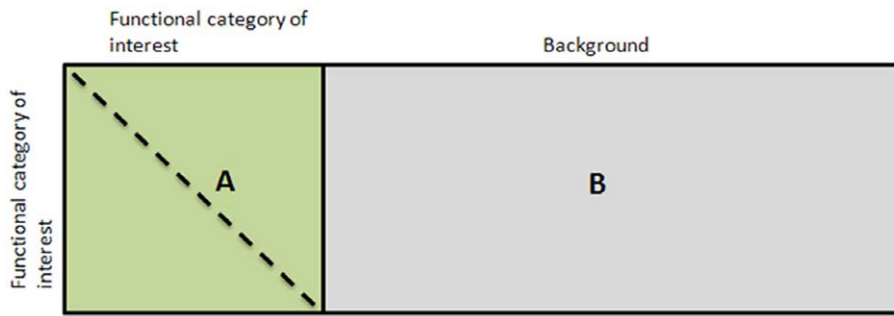 Functional category of
interest
Background
Functional category of
interest
A
B